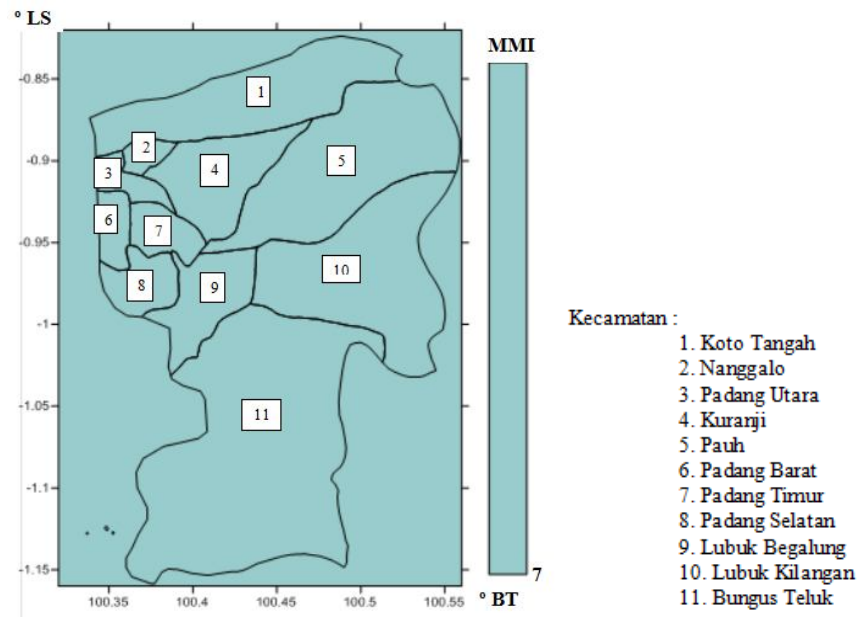 ° LS
MMI
-0.85
-0.9
-0.95
-1
-1.05
-1.1
-1.15
1
2
3
4
5
6
7
8
9
10
11
7
100.35 100.4 100.45 100.5 100.55
° BT
Kecamatan :
1. Koto Tangah
2. Nanggalo
3. Padang Utara
4. Kuranji
5. Pauh
6. Padang Barat
7. Padang Timur
8. Padang Selatan
9. Lubuk Begalung
10. Lubuk Kilangan
11. Bungus Teluk